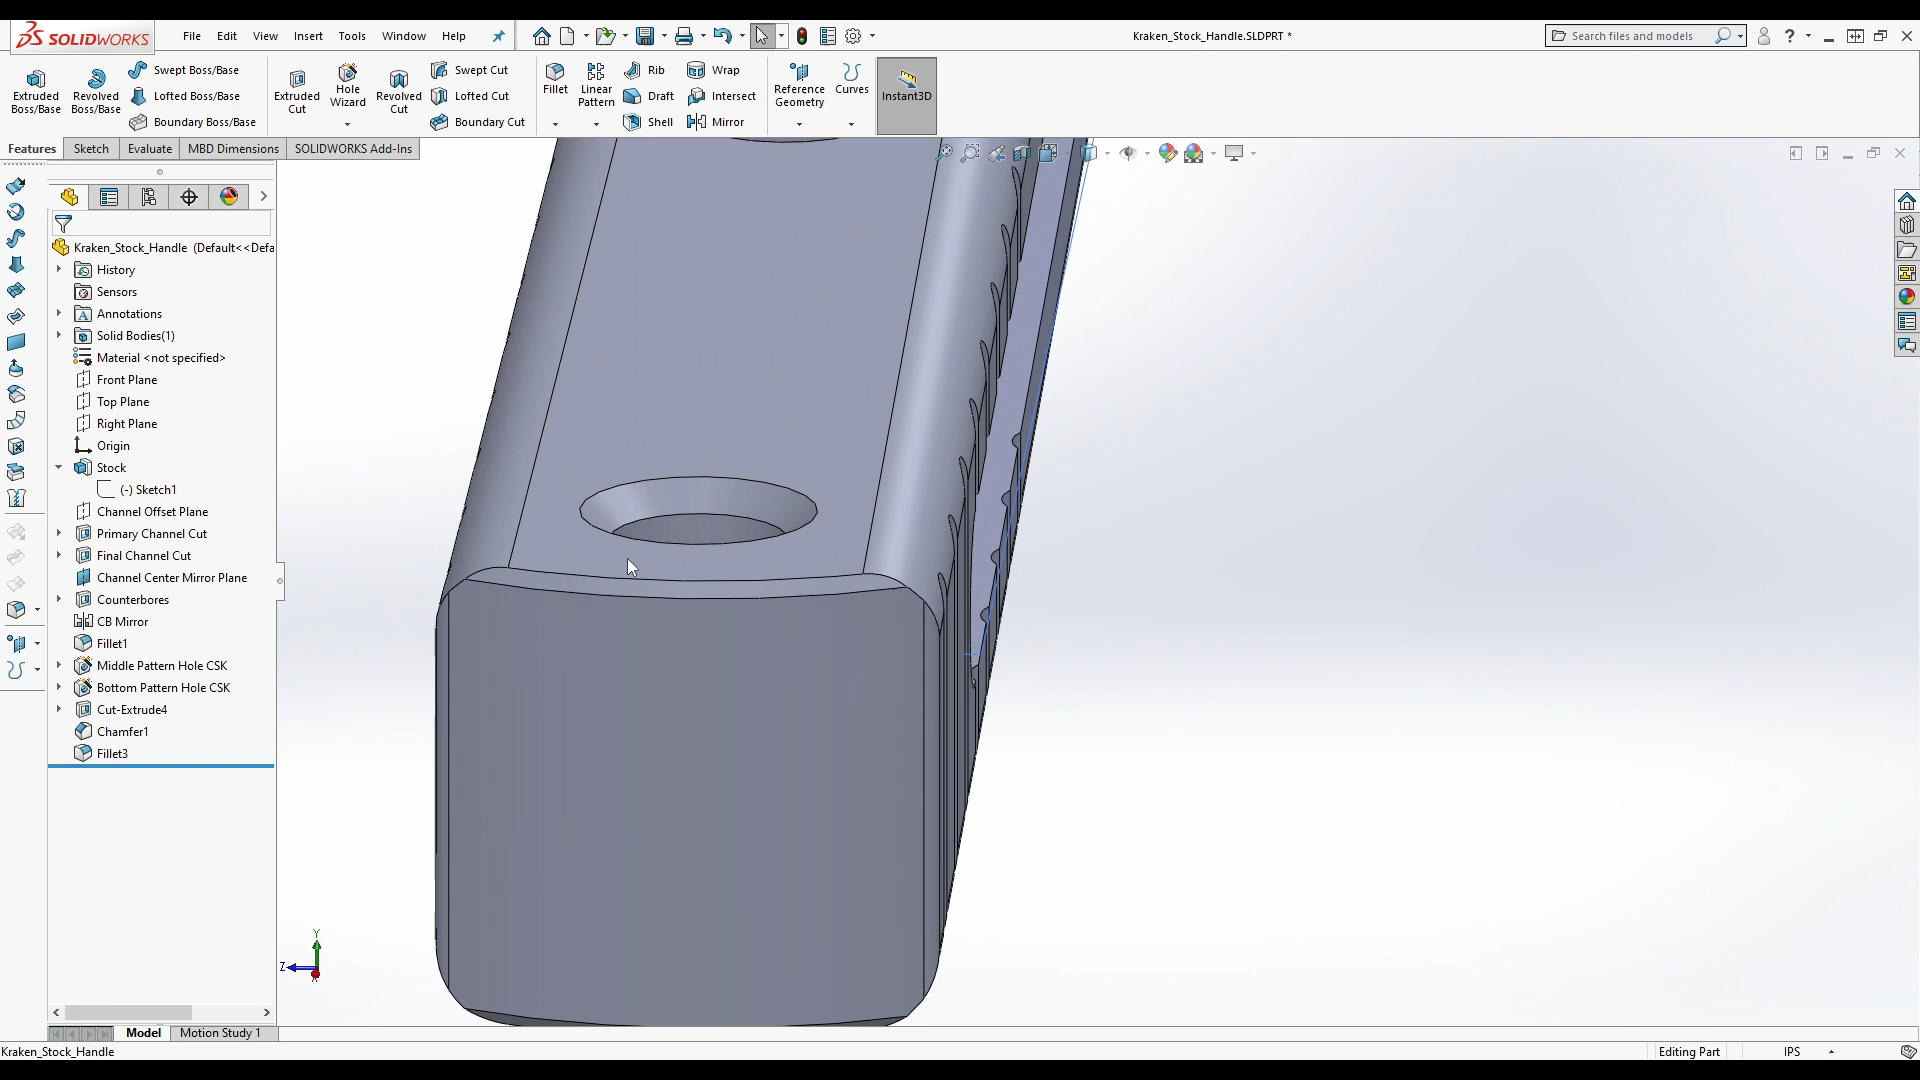 SOLIDWORKS
File Edit View Insert Tools Window Help
Kraken_Stock_Handle.SLDPRT *
Search files and models
?
Extruded Boss/Base
Revolved Boss/Base
Swept Boss/Base
Lofted Boss/Base
Boundary Boss/Base
Extruded Cut
Hole Wizard
Revolved Cut
Swept Cut
Lofted Cut
Boundary Cut
Fillet
Linear Pattern
Rib
Draft
Shell
Wrap
Intersect
Mirror
Reference Geometry
Curves
Instant3D
Features Sketch Evaluate MBD Dimensions SOLIDWORKS Add-Ins
Kraken_Stock_Handle (Default<<Defa
History
Sensors
Annotations
Solid Bodies(1)
Material <not specified>
Front Plane
Top Plane
Right Plane
Origin
Stock
(-) Sketch1
Channel Offset Plane
Primary Channel Cut
Final Channel Cut
Channel Center Mirror Plane
Counterbores
CB Mirror
Fillet1
Middle Pattern Hole CSK
Bottom Pattern Hole CSK
Cut-Extrude4
Chamfer1
Fillet3
Y
Z
Model Motion Study 1
Kraken_Stock_Handle
Editing Part
IPS